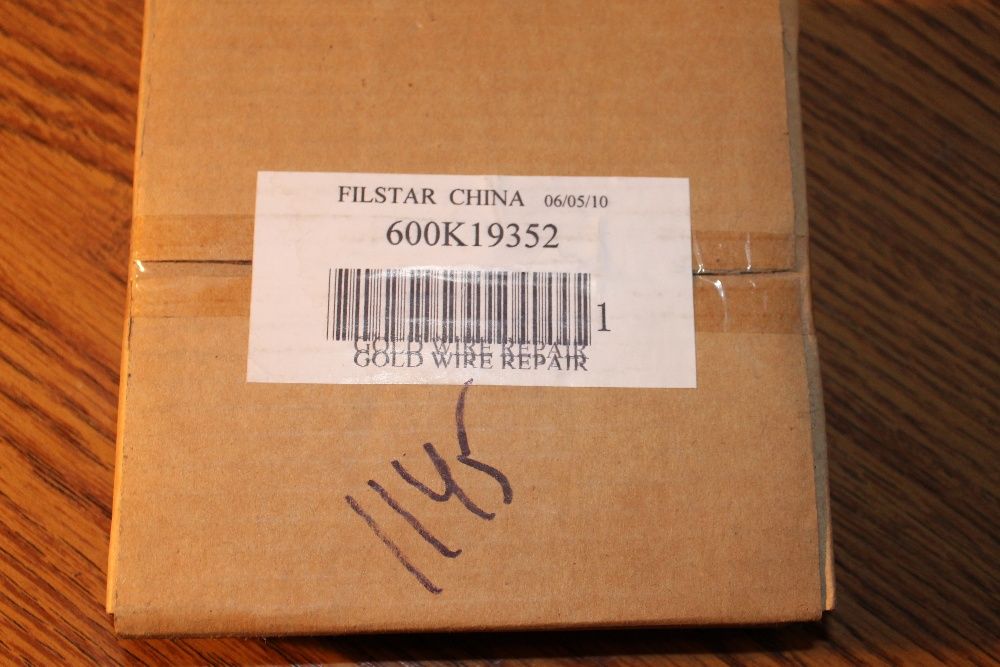 FILSTAR CHINA 06/05/10
600K19352
1
GOLD WIRE REPAIR
GOLD WIRE REPAIR
1145